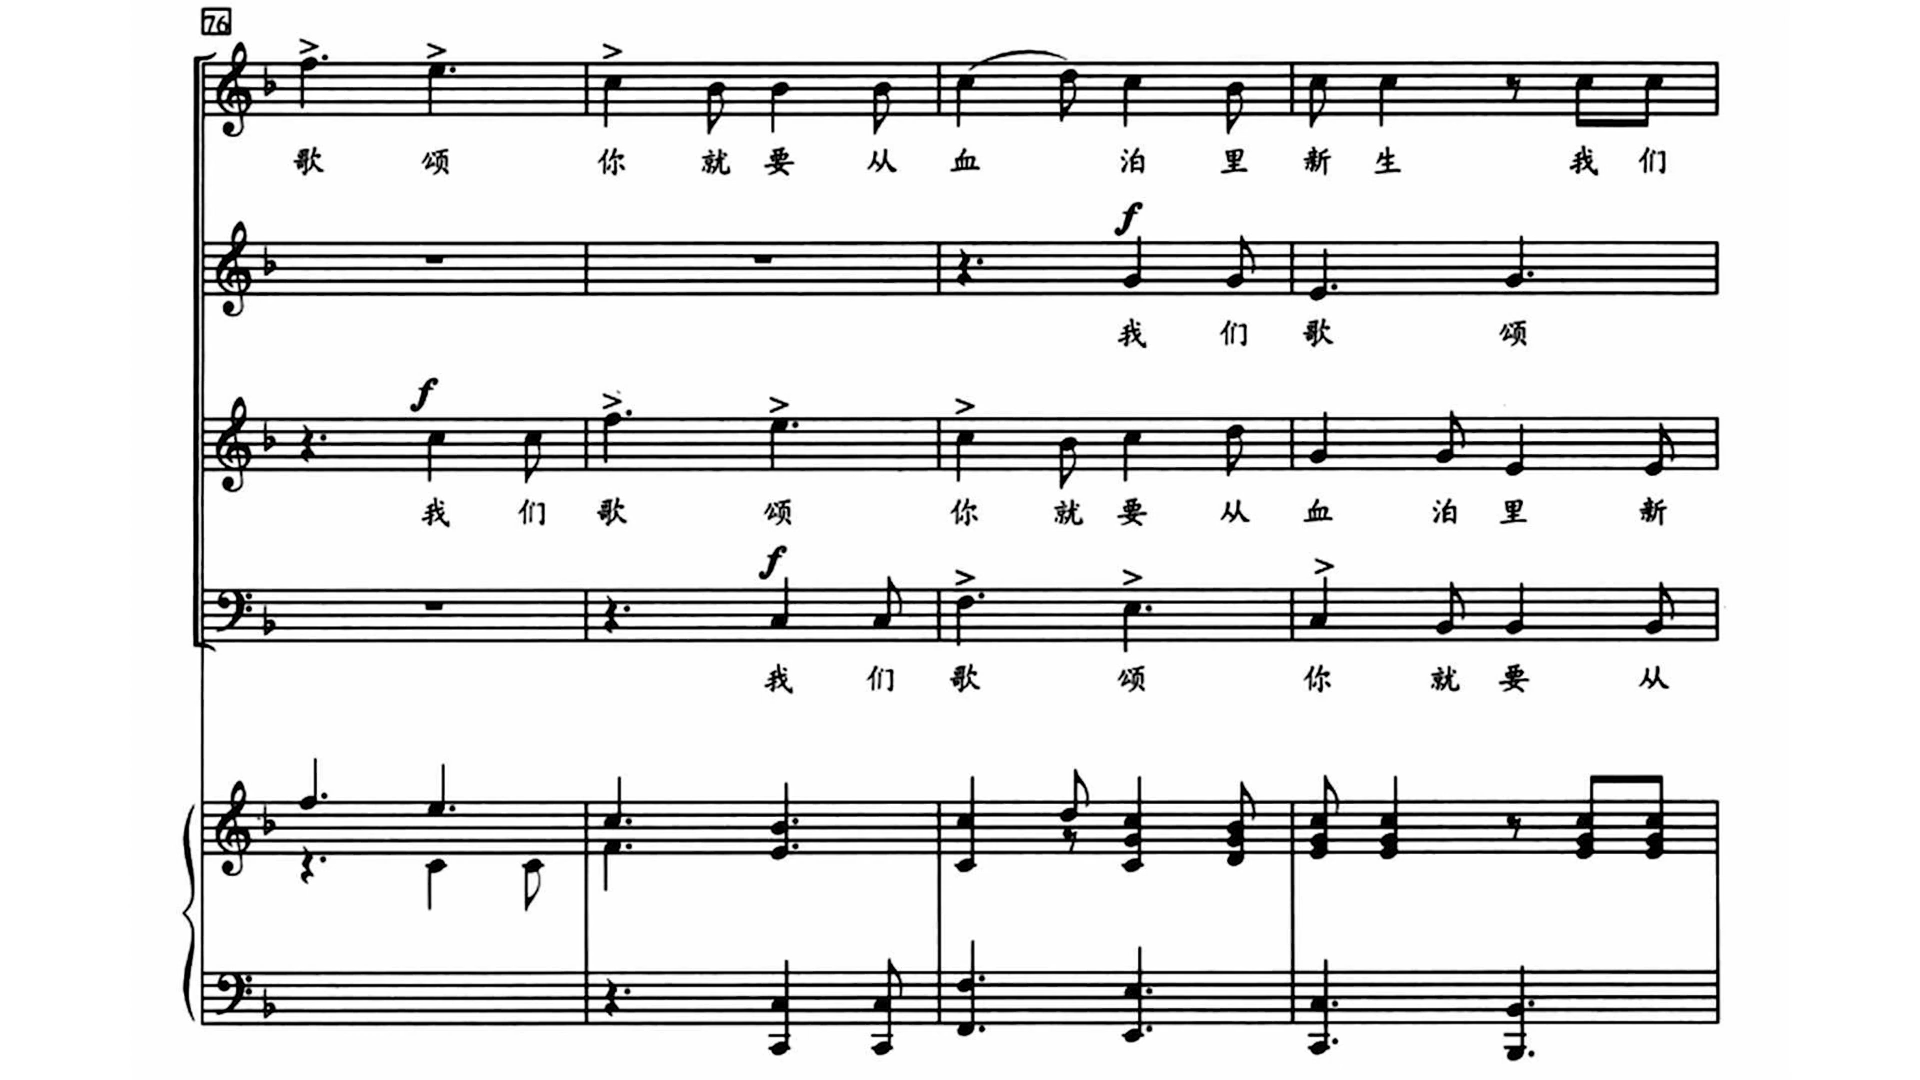 76
歌 颂 你 就 要 从 血 泊 里 新 生 我 们
f
我 们 歌 颂
f
我 们 歌 颂 你 就 要 从 血 泊 里 新
f
我 们 歌 颂 你 就 要 从